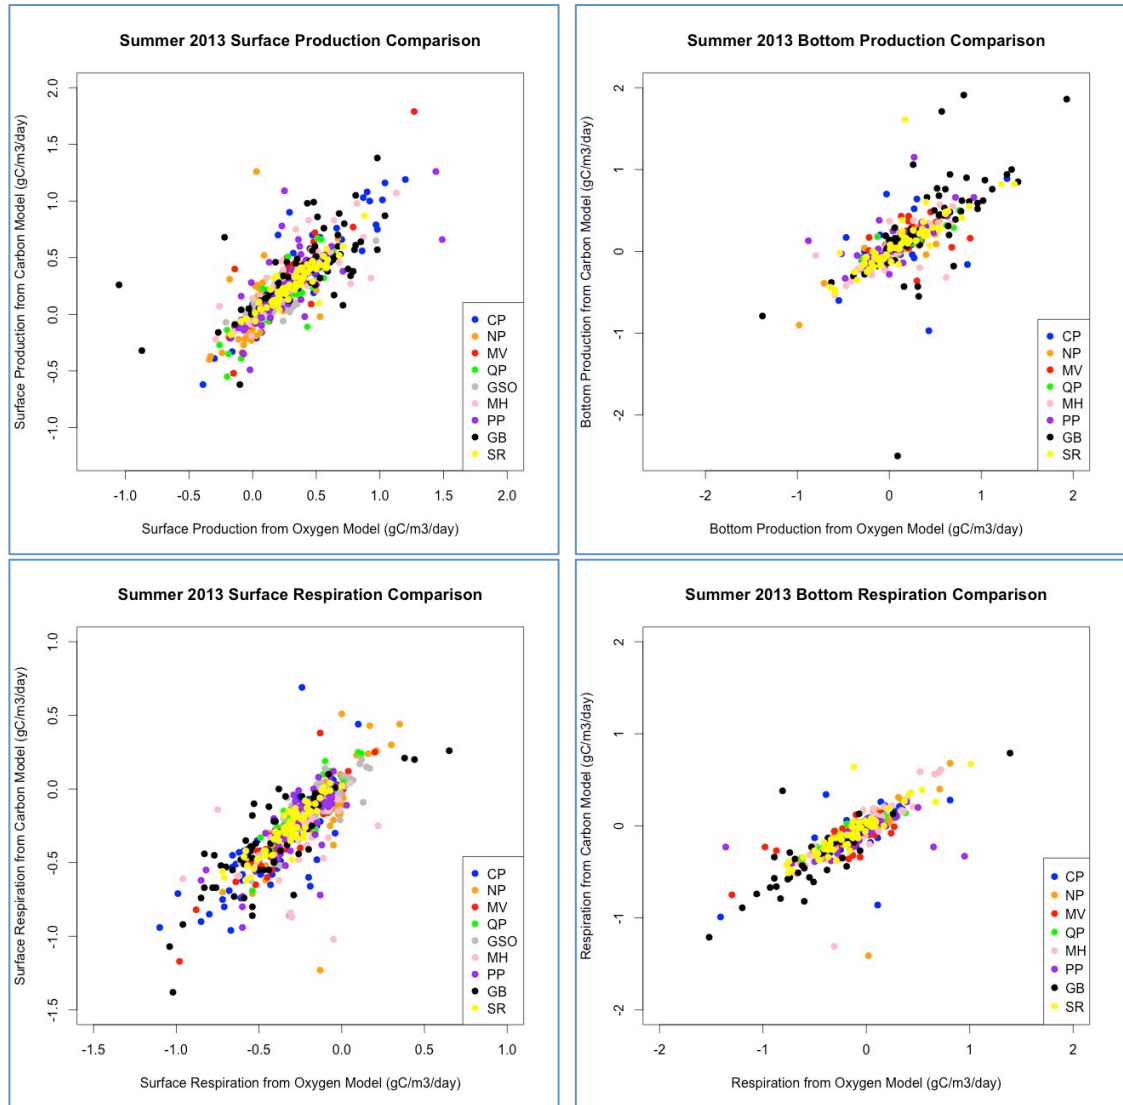 Summer 2013 Surface Production Comparison
Surface Production from Carbon Model (gC/m3/day)
2.0
1.5
1.0
0.5
0.0
-0.5
-1.0
CP
NP
MV
QP
GSO
MH
PP
GB
SR
-1.0 -0.5 0.0 0.5 1.0 1.5 2.0
Surface Production from Oxygen Model (gC/m3/day)
Summer 2013 Bottom Production Comparison
Bottom Production from Carbon Model (gC/m3/day)
2
1
0
-1
-2
CP
NP
MV
QP
MH
PP
GB
SR
-2 -1 0 1 2
Bottom Production from Oxygen Model (gC/m3/day)
Summer 2013 Surface Respiration Comparison
Surface Respiration from Carbon Model (gC/m3/day)
1.0
0.5
0.0
-0.5
-1.0
-1.5
CP
NP
MV
QP
GSO
MH
PP
GB
SR
-1.5 -1.0 -0.5 0.0 0.5 1.0
Surface Respiration from Oxygen Model (gC/m3/day)
Summer 2013 Bottom Respiration Comparison
Respiration from Carbon Model (gC/m3/day)
2
1
0
-1
-2
CP
NP
MV
QP
MH
PP
GB
SR
-2 -1 0 1 2
Respiration from Oxygen Model (gC/m3/day)